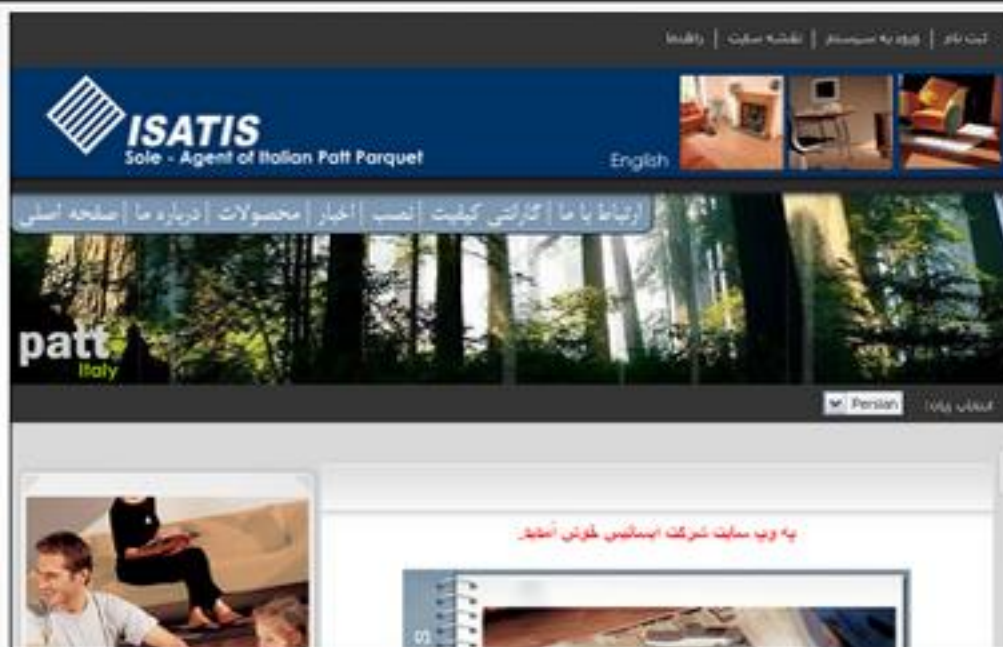 ثبت نام | ورود به سیستم | نقشه سایت | راهنما
ISATIS
Sole - Agent of Italian Patt Parquet
English
صفحه اصلی | درباره ما | محصولات | اخبار | نصب | گارانتی کیفیت | ارتباط با ما
patt
Italy
انتخاب زبان:
Persian
به وب سایت شرکت ایساتیس خوش آمدید.